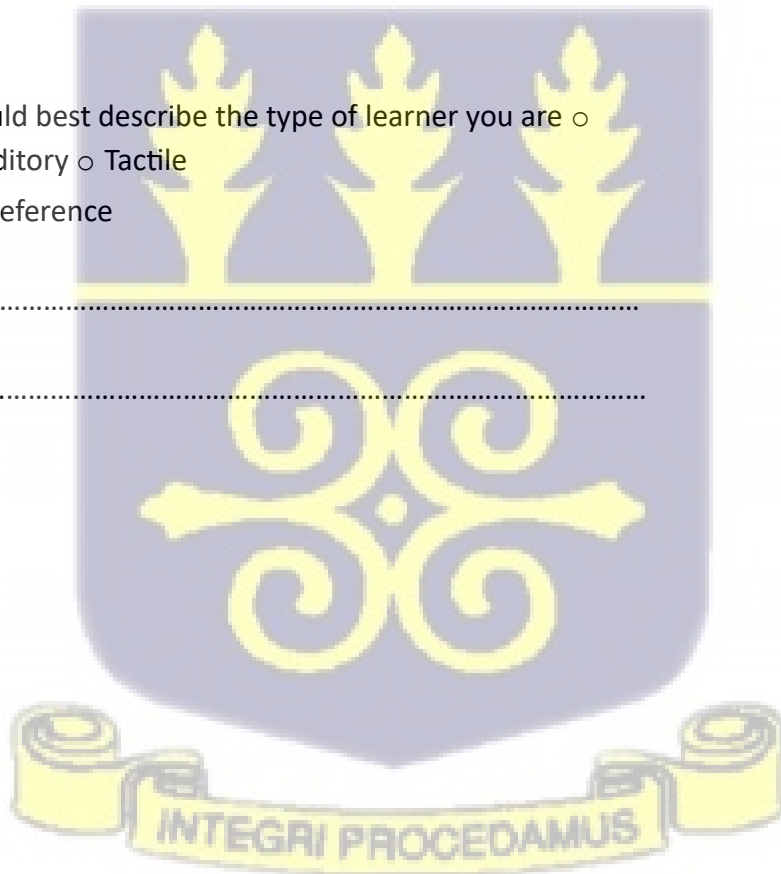 uld best describe the type of learner you are o
ditory o Tactile
eference
................................................................................................
................................................................................................
INTEGRI PROCEDAMUS